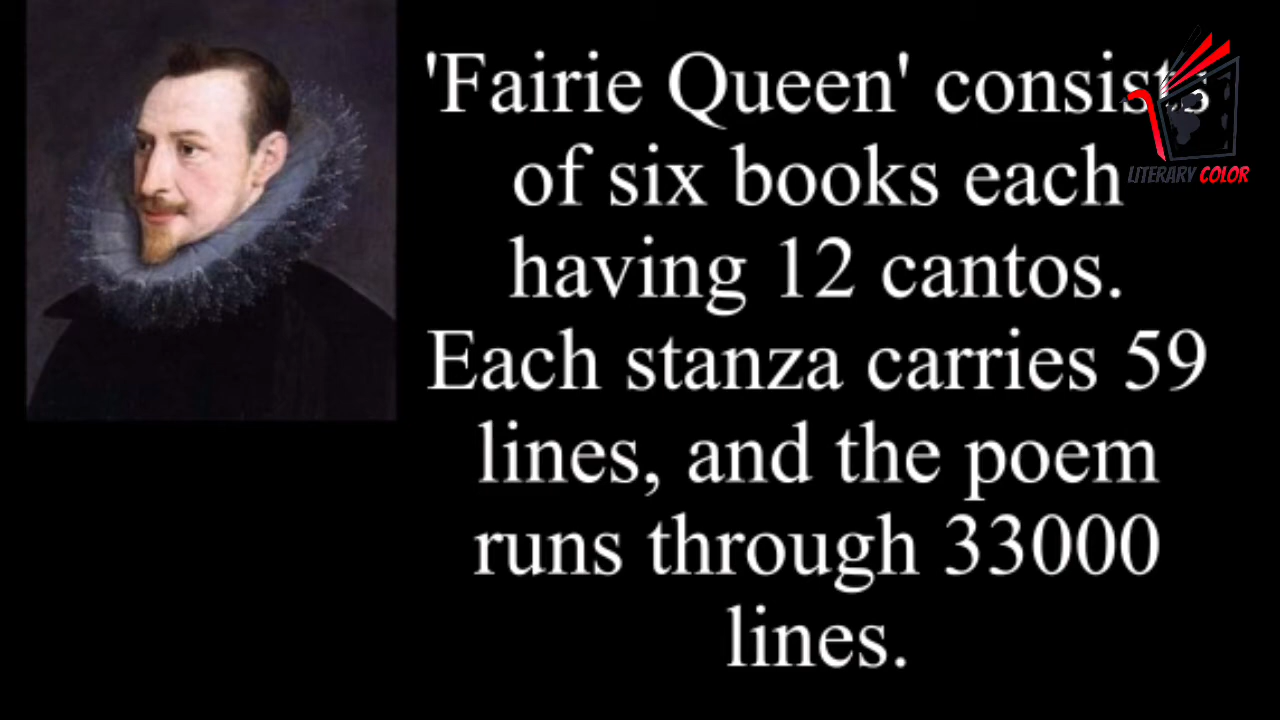 'Fairie Queen' consists
of six books each
having 12 cantos.
Each stanza carries 59
lines, and the poem
runs through 33000
lines.
LITERARY COLOR